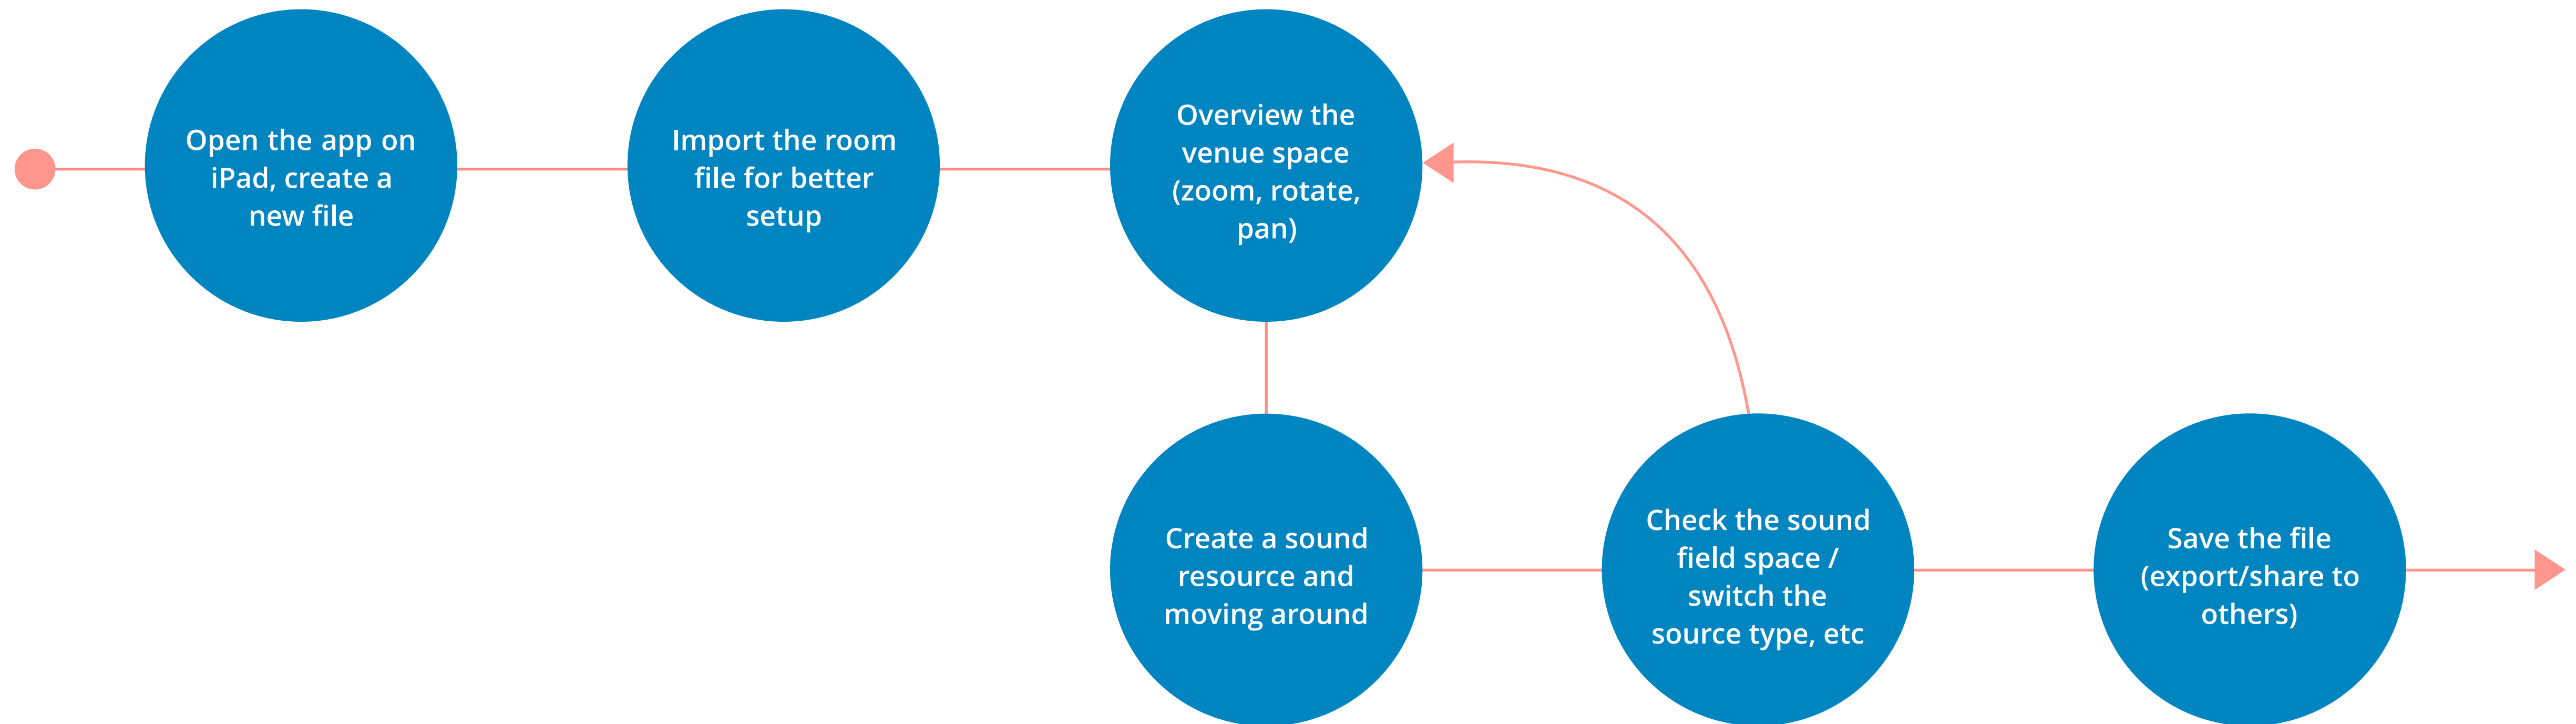 Open the app on
iPad, create a
new file
Import the room
file for better
setup
Overview the
venue space
(zoom, rotate,
pan)
Create a sound
resource and
moving around
Check the sound
field space /
switch the
source type, etc
Save the file
(export/share to
others)